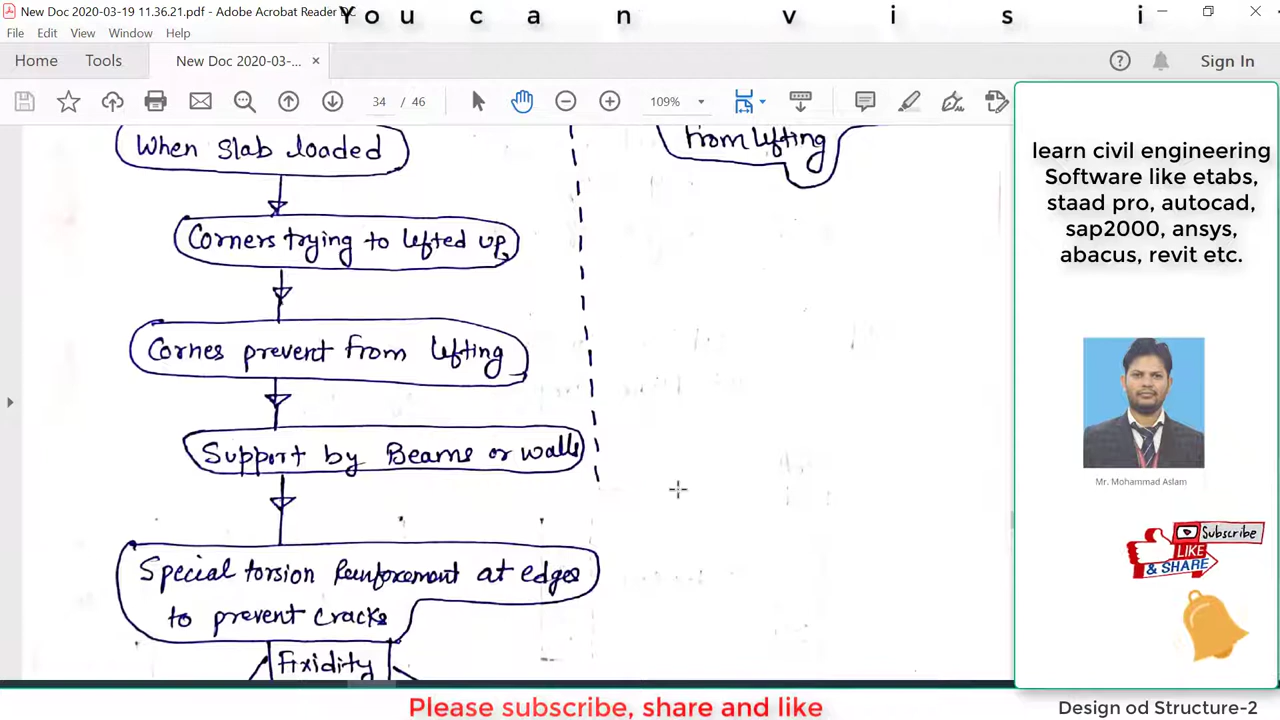 New Doc 2020-03-19 11.36.21.pdf - Adobe Acrobat Reader DC
You can visi
File Edit View Window Help
Home Tools New Doc 2020-03-... × Sign In
34 / 46 109%
When Slab loaded
from lefting
Corners trying to lefted up
Cornes prevent from lefting
Support by Beams or walls
Special torsion Reinforcement at edges
to prevent Cracks
Fixidity
learn civil engineering
Software like etabs,
staad pro, autocad,
sap2000, ansys,
abacus, revit etc.
Mr. Mohammad Aslam
Subscribe
LIKE
& SHARE
Please subscribe, share and like
Design od Structure-2